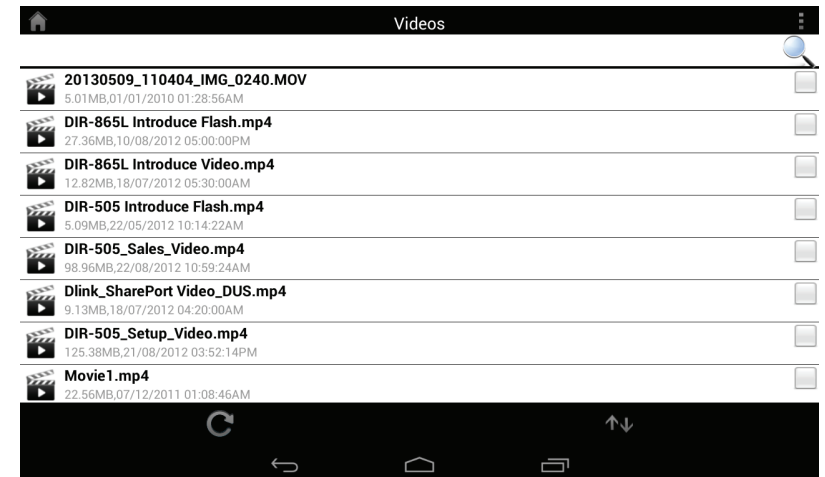 Videos
20130509_110404_IMG_0240.MOV
5.01MB,01/01/2010 01:28:56AM
DIR-865L Introduce Flash.mp4
27.36MB,10/08/2012 05:00:00PM
DIR-865L Introduce Video.mp4
12.82MB,18/07/2012 05:30:00AM
DIR-505 Introduce Flash.mp4
5.09MB,22/05/2012 10:14:22AM
DIR-505_Sales_Video.mp4
98.96MB,22/08/2012 10:59:24AM
Dlink_SharePort Video_DUS.mp4
9.13MB,18/07/2012 04:20:00AM
DIR-505_Setup_Video.mp4
125.38MB,21/08/2012 03:52:14PM
Movie1.mp4
22.56MB,07/12/2011 01:08:46AM